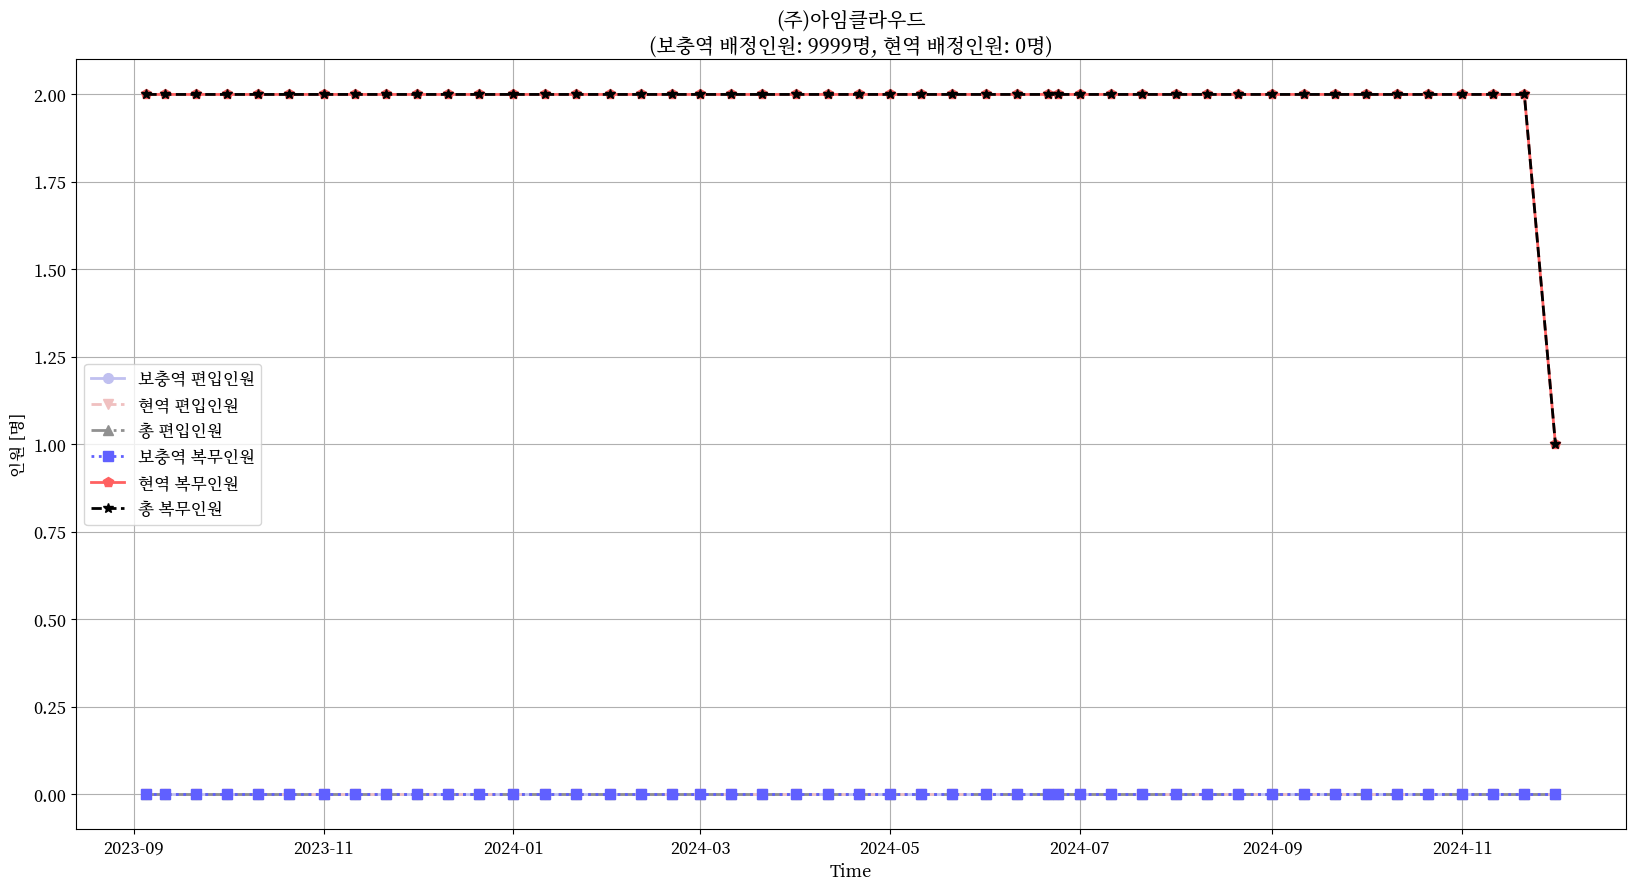 (주)아임클라우드
(보충역 배정인원: 9999명, 현역 배정인원: 0명)
인원 [명]
2.00
1.75
1.50
1.25
1.00
0.75
0.50
0.25
0.00
보충역 편입인원
현역 편입인원
총 편입인원
보충역 복무인원
현역 복무인원
총 복무인원
2023-09 2023-11 2024-01 2024-03 2024-05 2024-07 2024-09 2024-11
Time